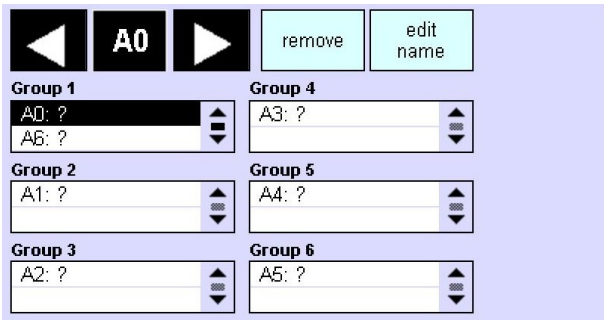 A0
remove
edit
name
Group 1
A0: ?
A6: ?
Group 4
A3: ?
Group 2
A1: ?
Group 5
A4: ?
Group 3
A2: ?
Group 6
A5: ?